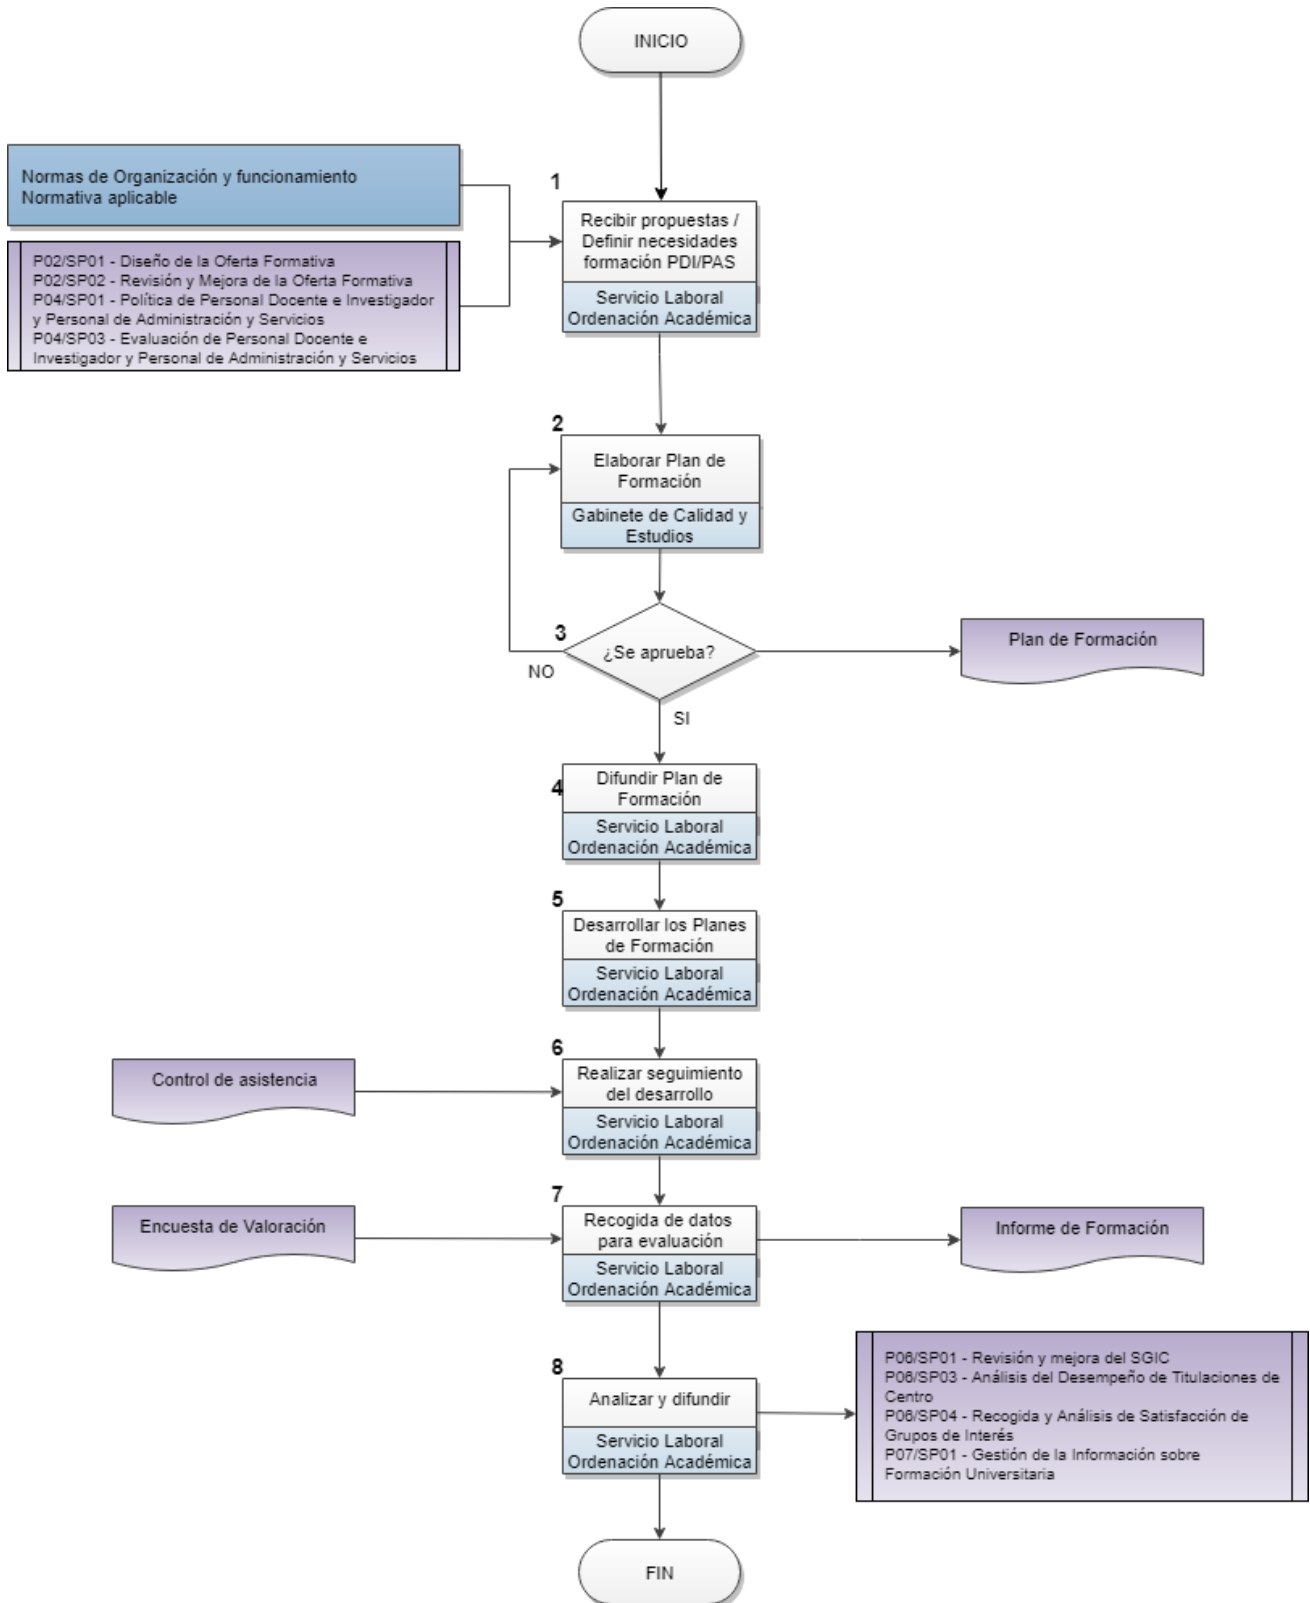 INICIO
Normas de Organización y funcionamiento
Normativa aplicable
P02/SP01 - Diseño de la Oferta Formativa
P02/SP02 - Revisión y Mejora de la Oferta Formativa
P04/SP01 - Política de Personal Docente e Investigador
y Personal de Administración y Servicios
P04/SP03 - Evaluación de Personal Docente e
Investigador y Personal de Administración y Servicios
1
Recibir propuestas /
Definir necesidades
formación PDI/PAS
Servicio Laboral
Ordenación Académica
2
Elaborar Plan de
Formación
Gabinete de Calidad y
Estudios
3
¿Se aprueba?
NO
SI
Plan de Formación
4
Difundir Plan de
Formación
Servicio Laboral
Ordenación Académica
5
Desarrollar los Planes
de Formación
Servicio Laboral
Ordenación Académica
Control de asistencia
6
Realizar seguimiento
del desarrollo
Servicio Laboral
Ordenación Académica
Encuesta de Valoración
7
Recogida de datos
para evaluación
Servicio Laboral
Ordenación Académica
Informe de Formación
8
Analizar y difundir
Servicio Laboral
Ordenación Académica
P06/SP01 - Revisión y mejora del SGIC
P06/SP03 - Análisis del Desempeño de Titulaciones de
Centro
P06/SP04 - Recogida y Análisis de Satisfacción de
Grupos de Interés
P07/SP01 - Gestión de la Información sobre
Formación Universitaria
FIN